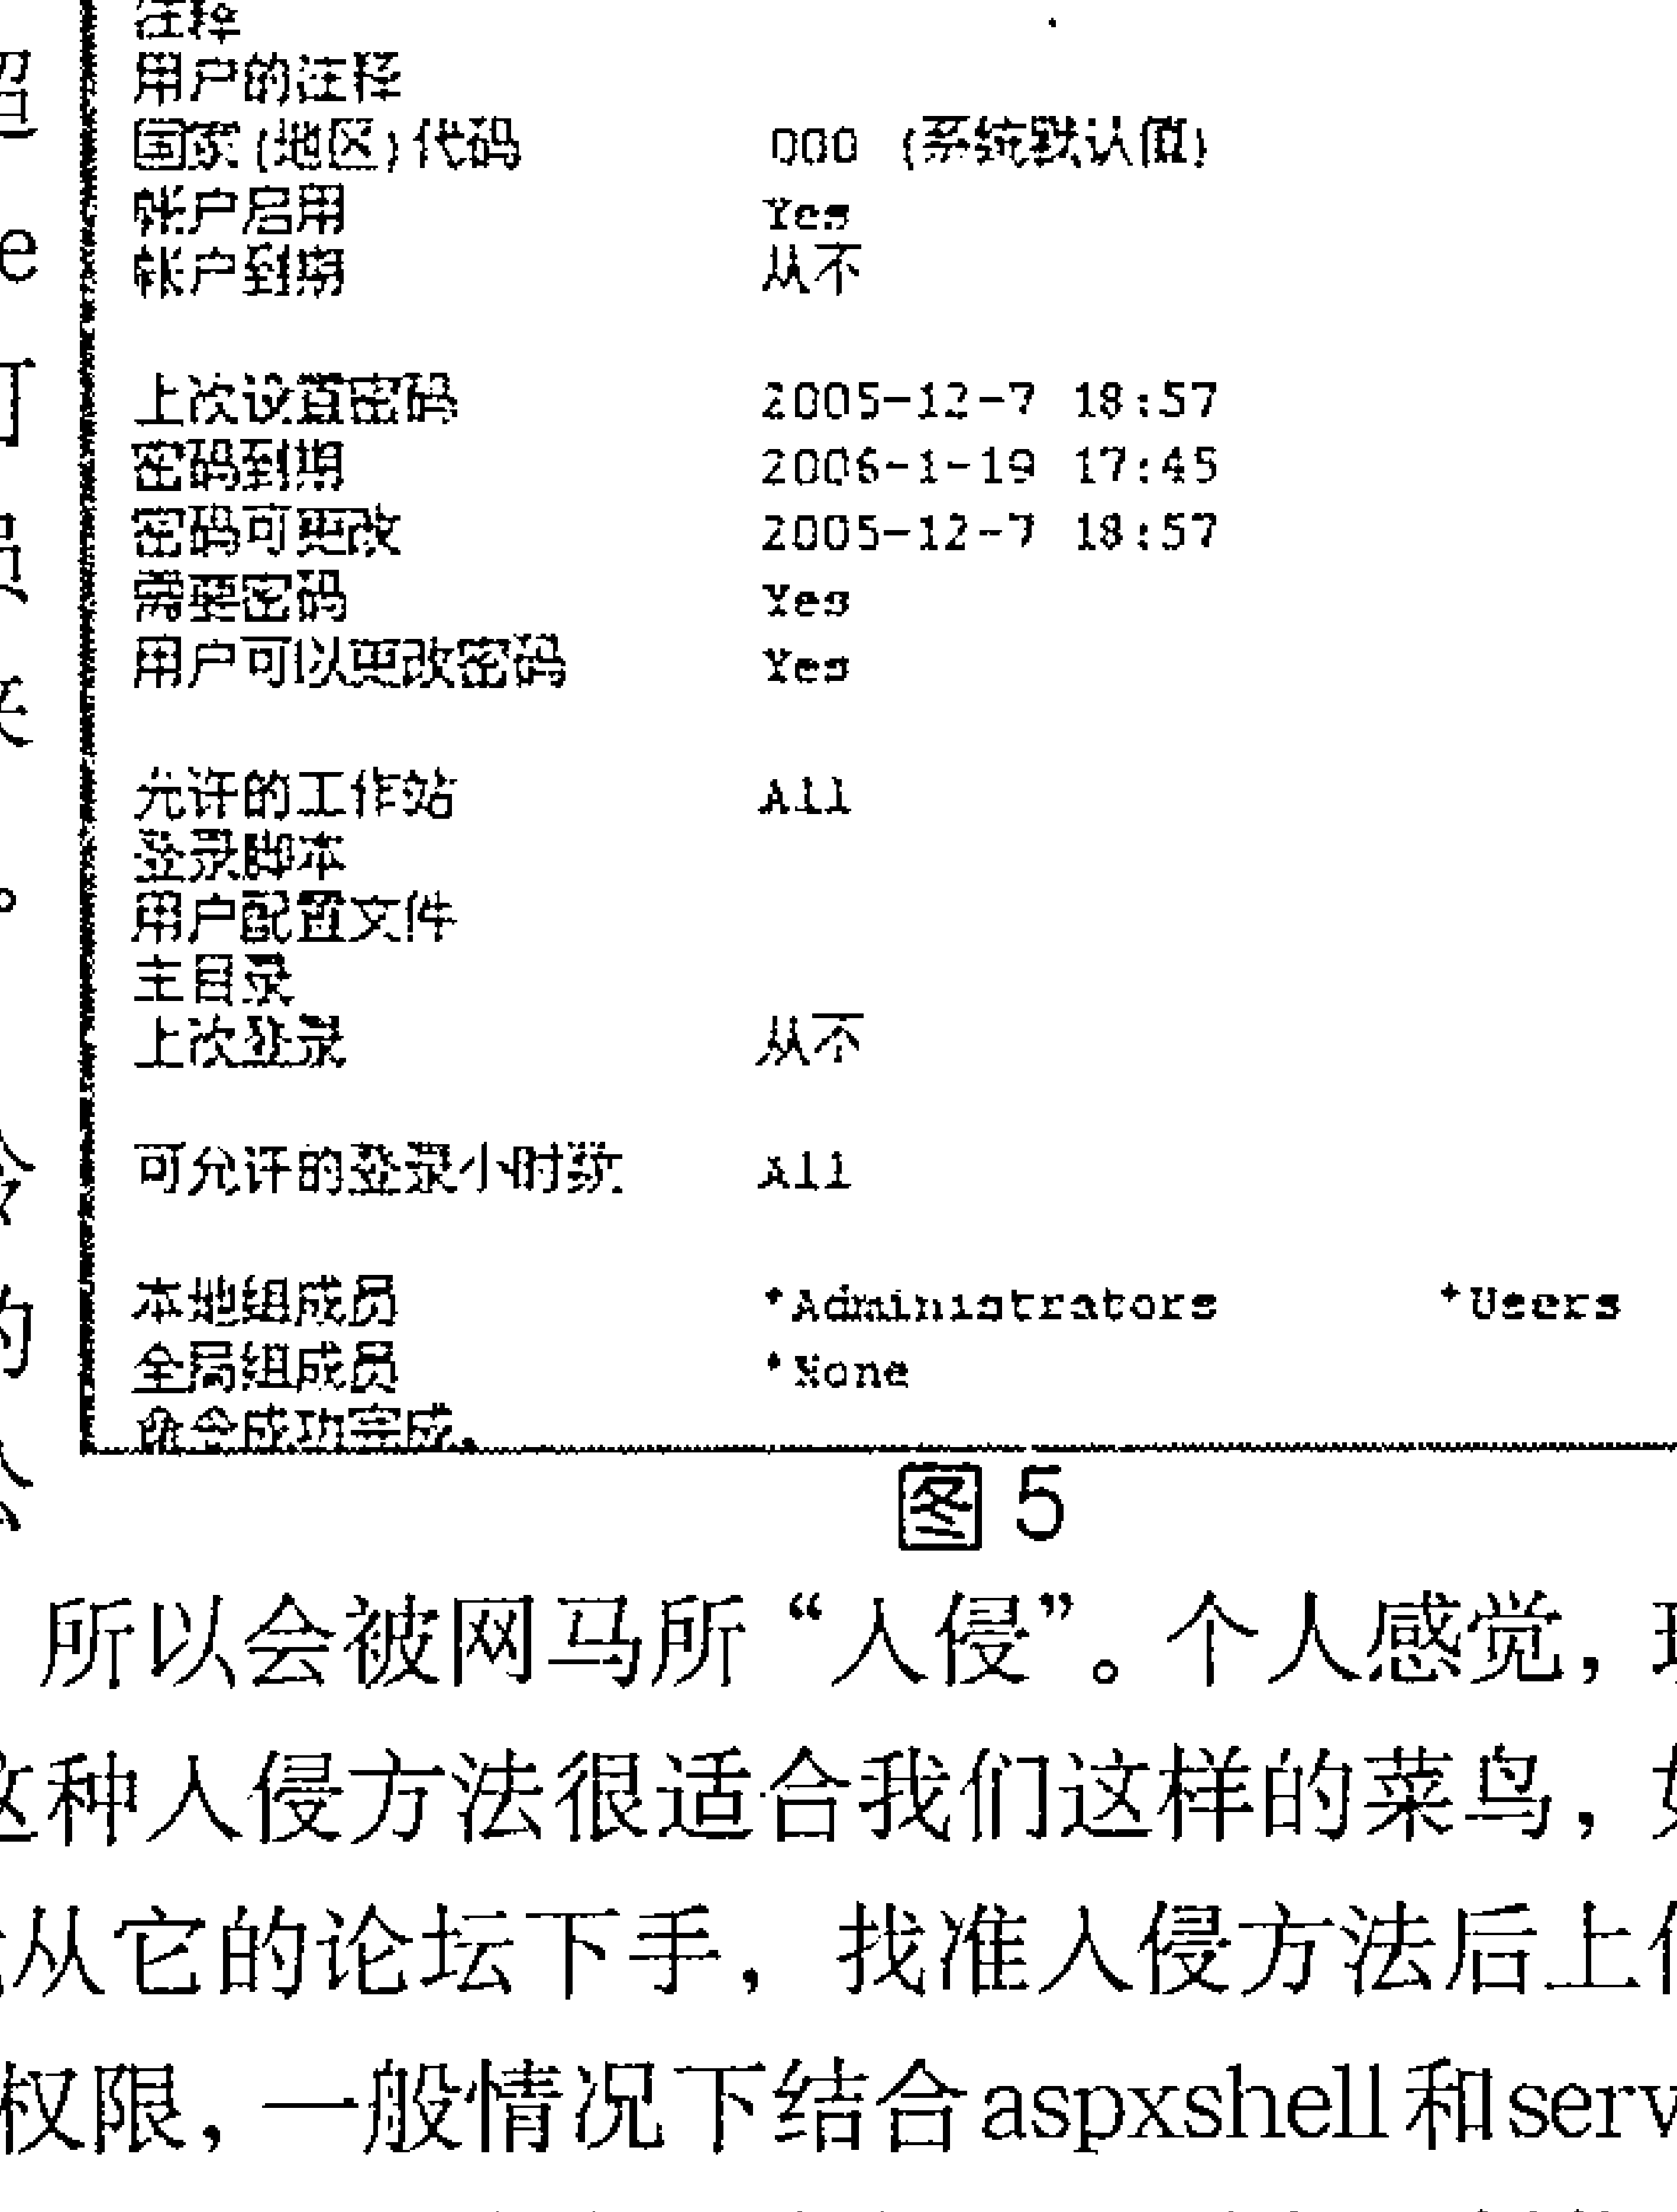 注释
用户的注释
国家(地区)代码 000 (系统默认值)
帐户启用 Yes
帐户到期 从不
上次设置密码 2005-12-7 18:57
密码到期 2006-1-19 17:45
密码可更改 2005-12-7 18:57
需要密码 Yes
用户可以更改密码 Yes
允许的工作站 All
登录脚本
用户配置文件
主目录
上次登录 从不
可允许的登录小时数 All
本地组成员 *Administrators *Users
全局组成员 *None
命令成功完成。
图5
所以会被网马所“入侵”。个人感觉，
这种入侵方法很适合我们这样的菜鸟，
从它的论坛下手，找准入侵方法后上传
权限，一般情况下结合aspxshell和serv